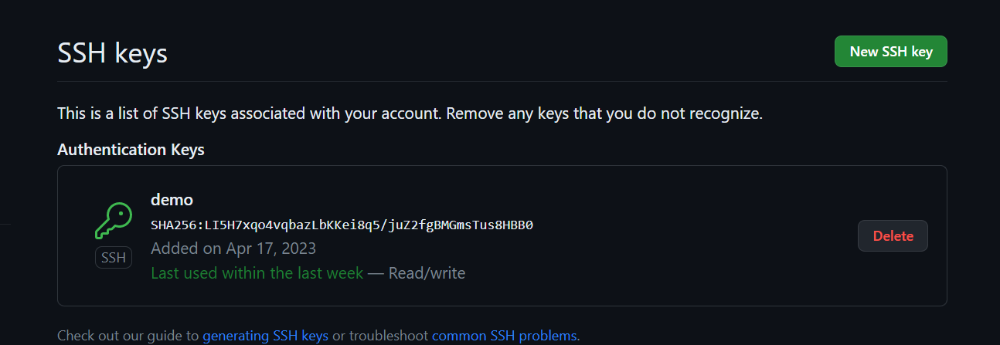 SSH keys
New SSH key
This is a list of SSH keys associated with your account. Remove any keys that you do not recognize.
Authentication Keys
demo
SHA256:LI5H7xqo4vqbazLbKKei8q5/juZ2fgBMGmsTus8HBB0
Added on Apr 17, 2023
Last used within the last week — Read/write
SSH
Delete
Check out our guide to generating SSH keys or troubleshoot common SSH problems.